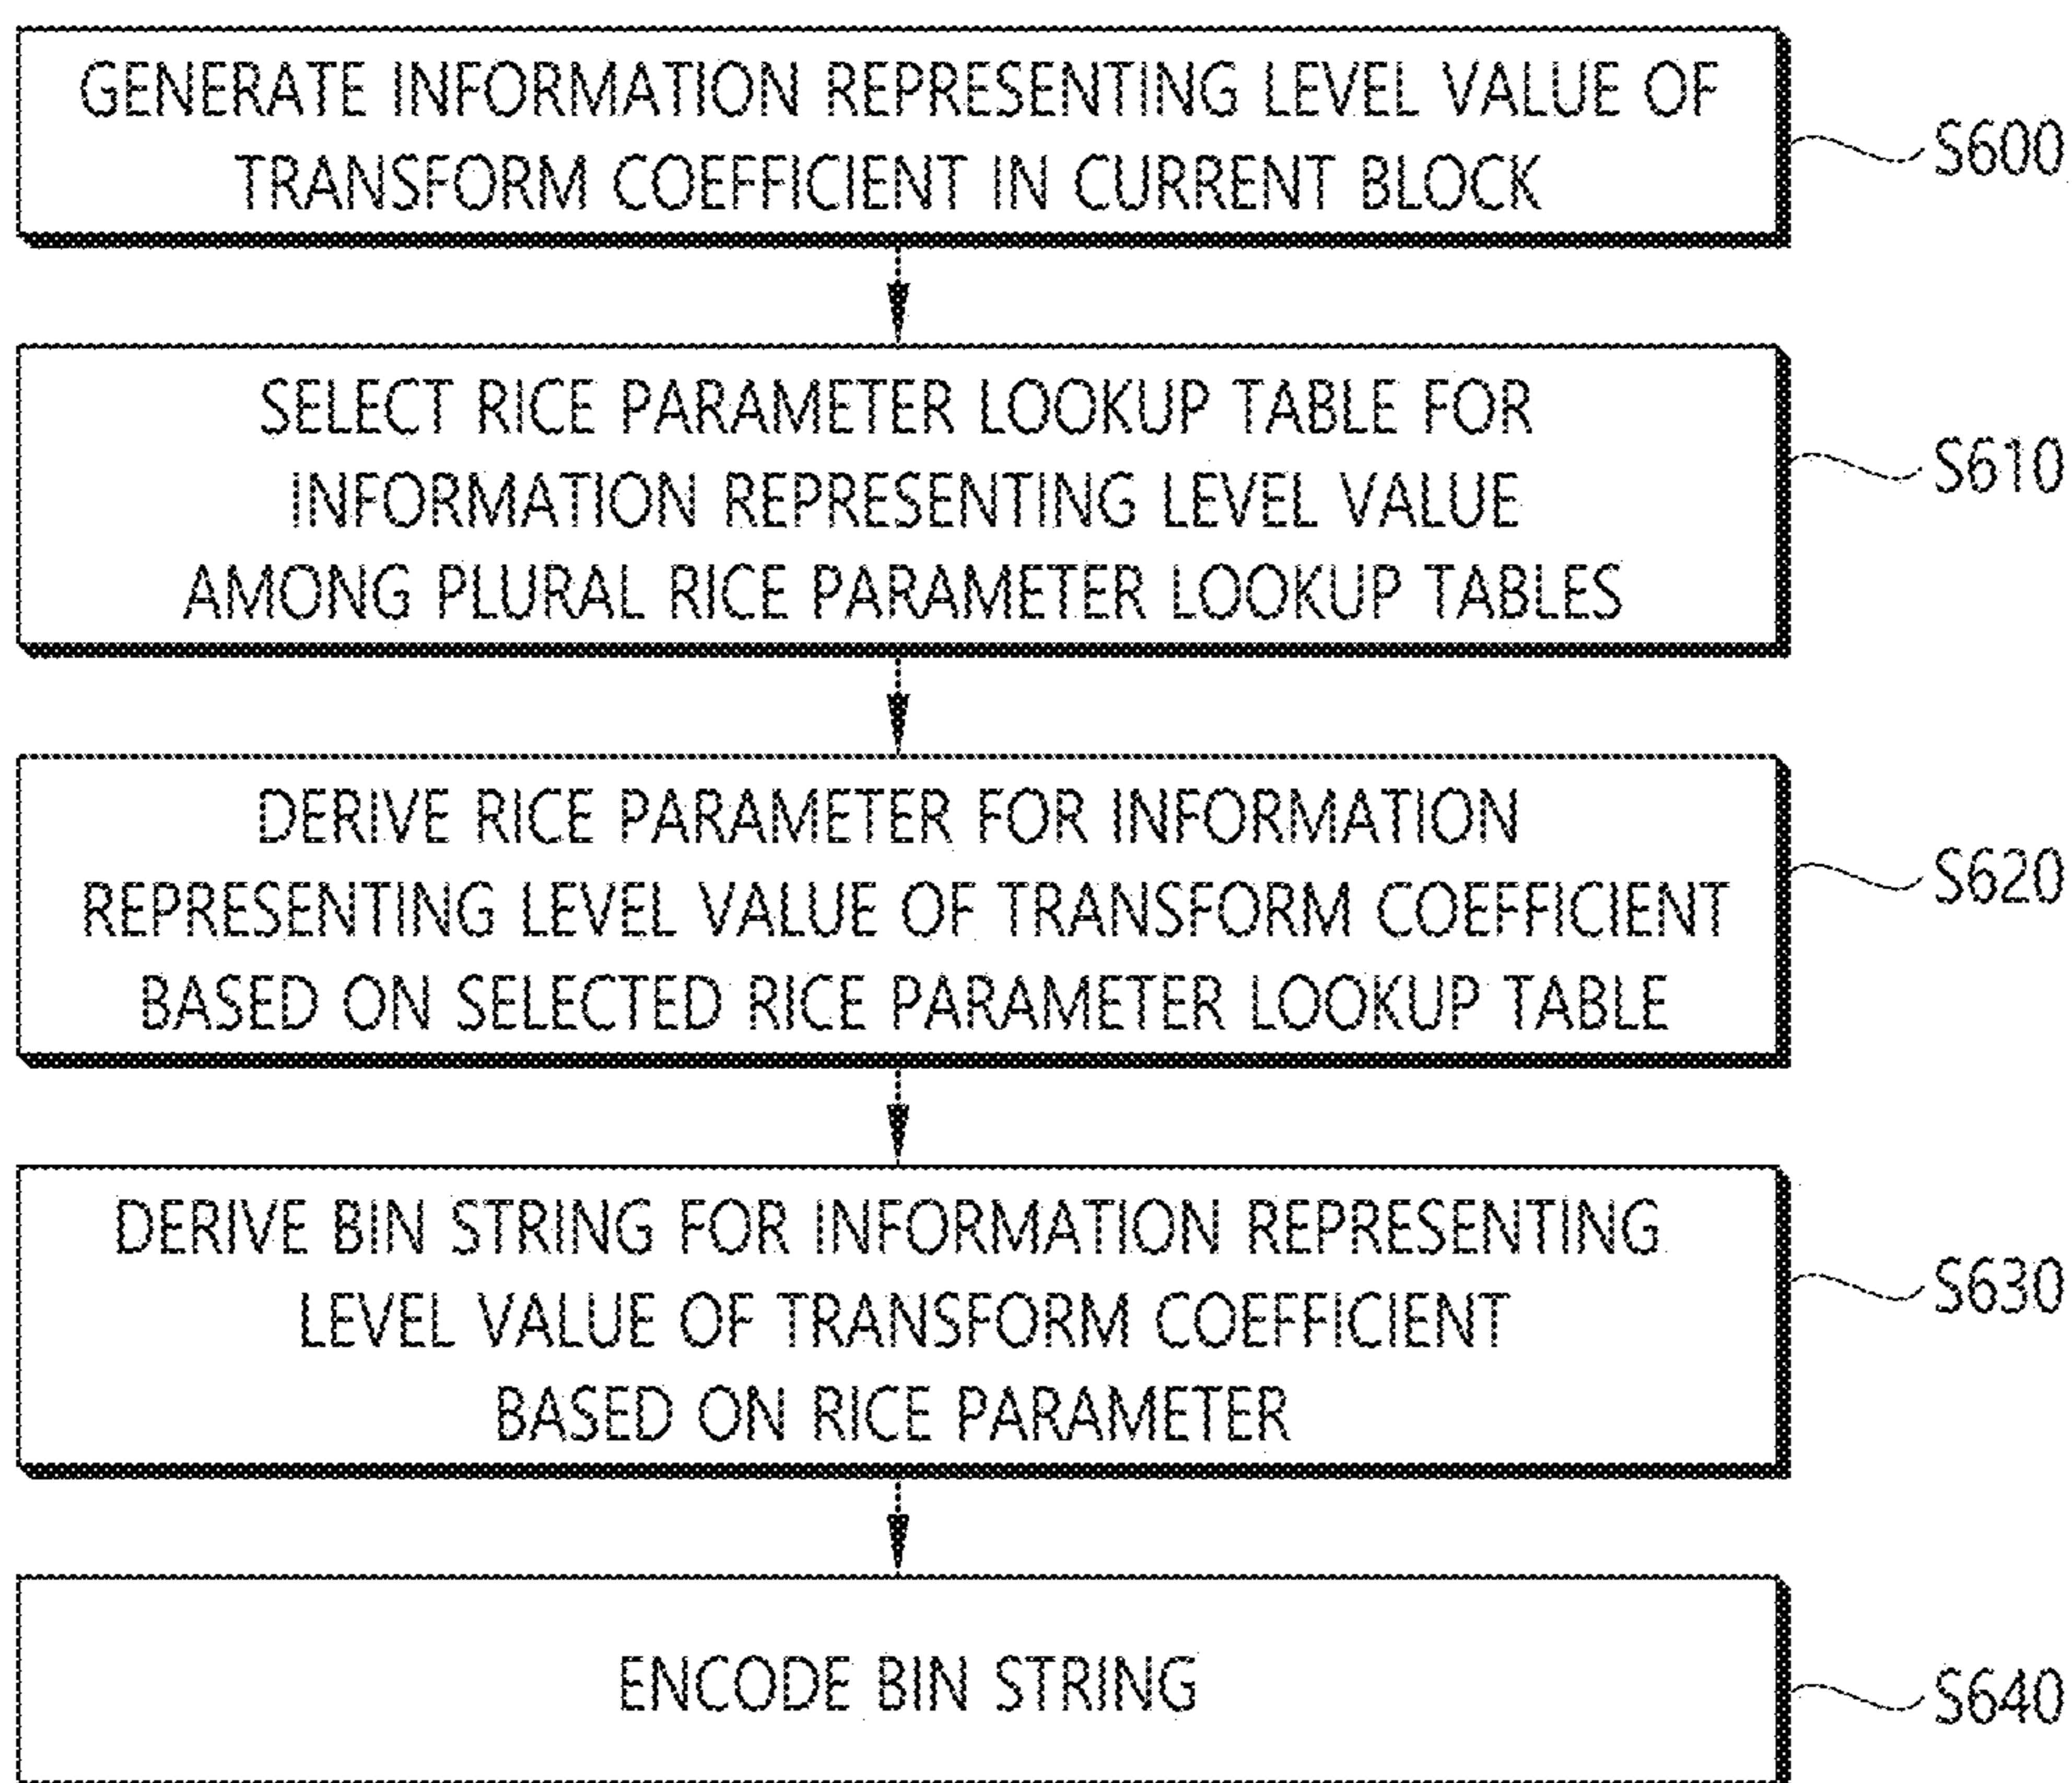 GENERATE INFORMATION REPRESENTING LEVEL VALUE OF
TRANSFORM COEFFICIENT IN CURRENT BLOCK
S600
SELECT RICE PARAMETER LOOKUP TABLE FOR
INFORMATION REPRESENTING LEVEL VALUE
AMONG PLURAL RICE PARAMETER LOOKUP TABLES
S610
DERIVE RICE PARAMETER FOR INFORMATION
REPRESENTING LEVEL VALUE OF TRANSFORM COEFFICIENT
BASED ON SELECTED RICE PARAMETER LOOKUP TABLE
S620
DERIVE BIN STRING FOR INFORMATION REPRESENTING
LEVEL VALUE OF TRANSFORM COEFFICIENT
BASED ON RICE PARAMETER
S630
ENCODE BIN STRING
S640